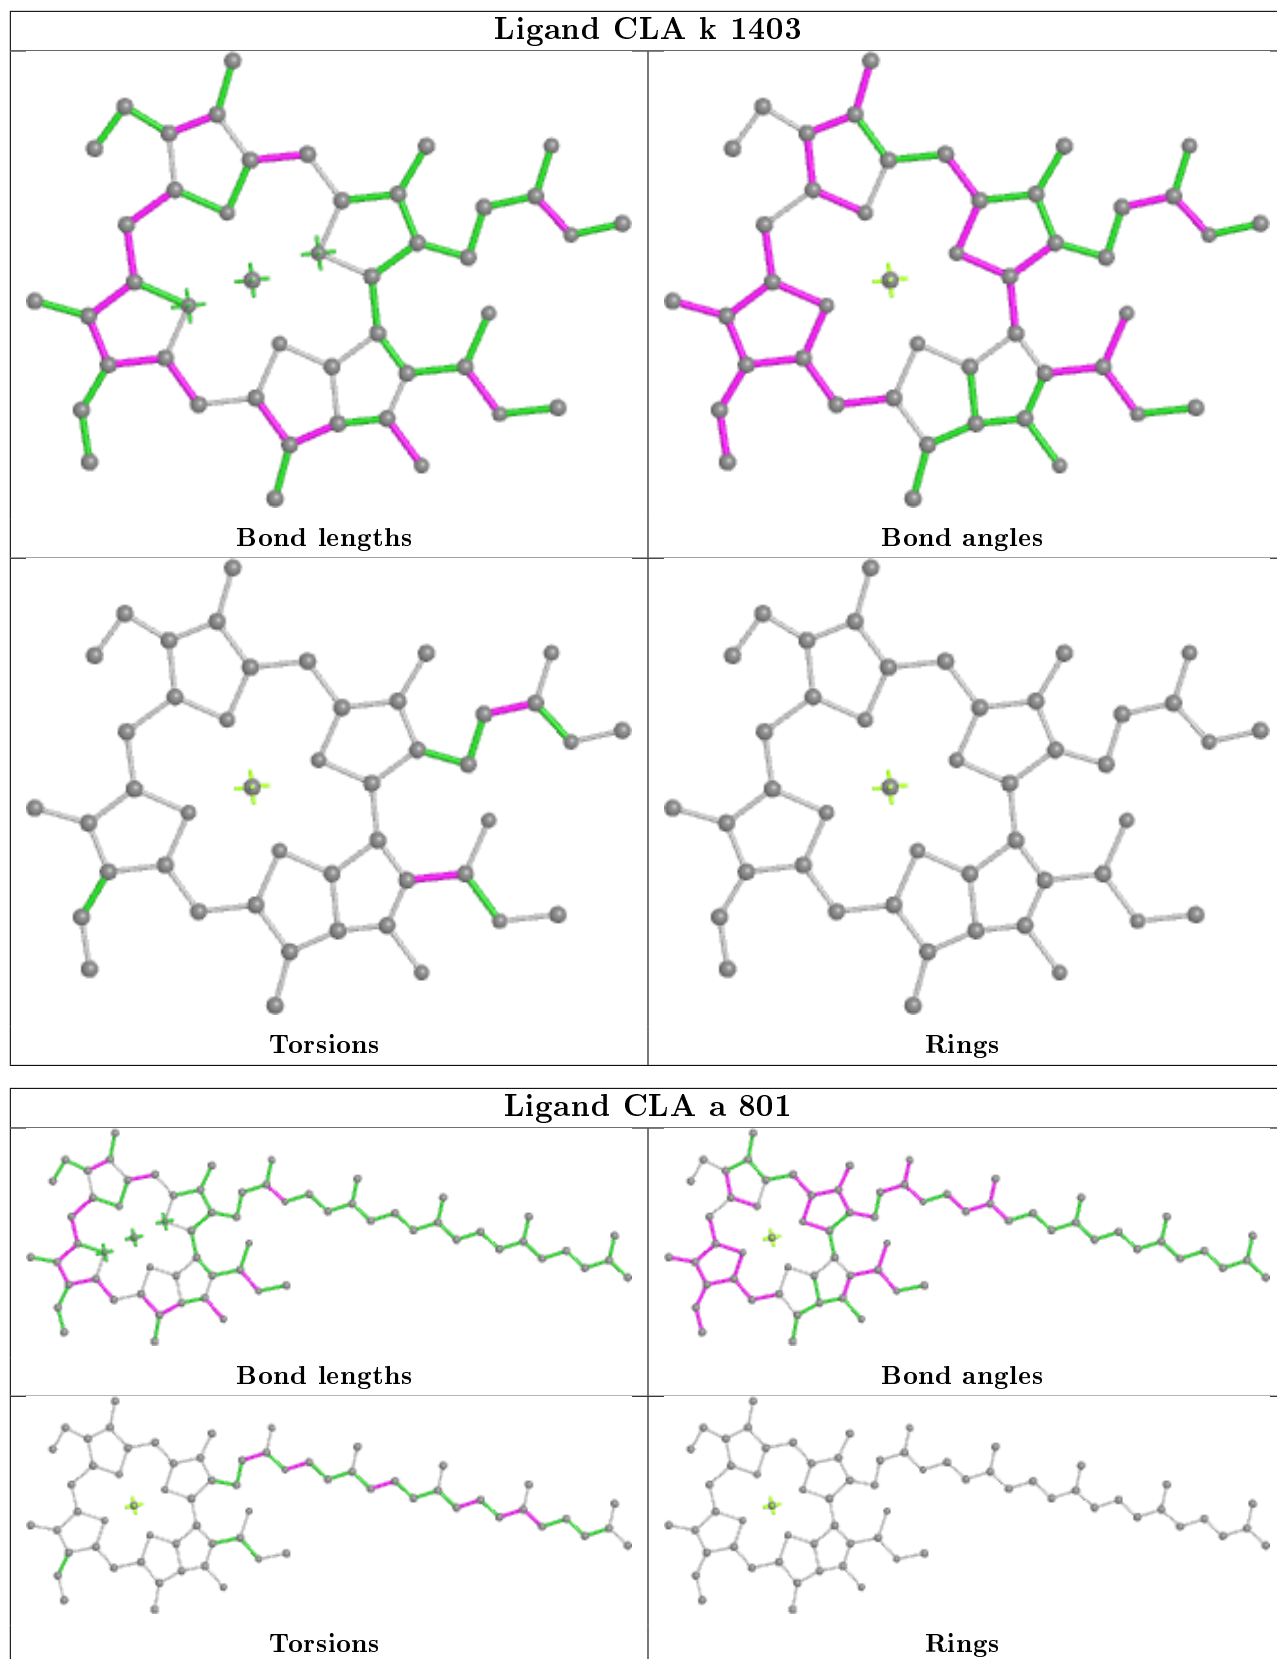 Ligand CLA k 1403
Bond lengths
Bond angles
Torsions
Rings
Ligand CLA a 801
Bond lengths
Bond angles
Torsions
Rings